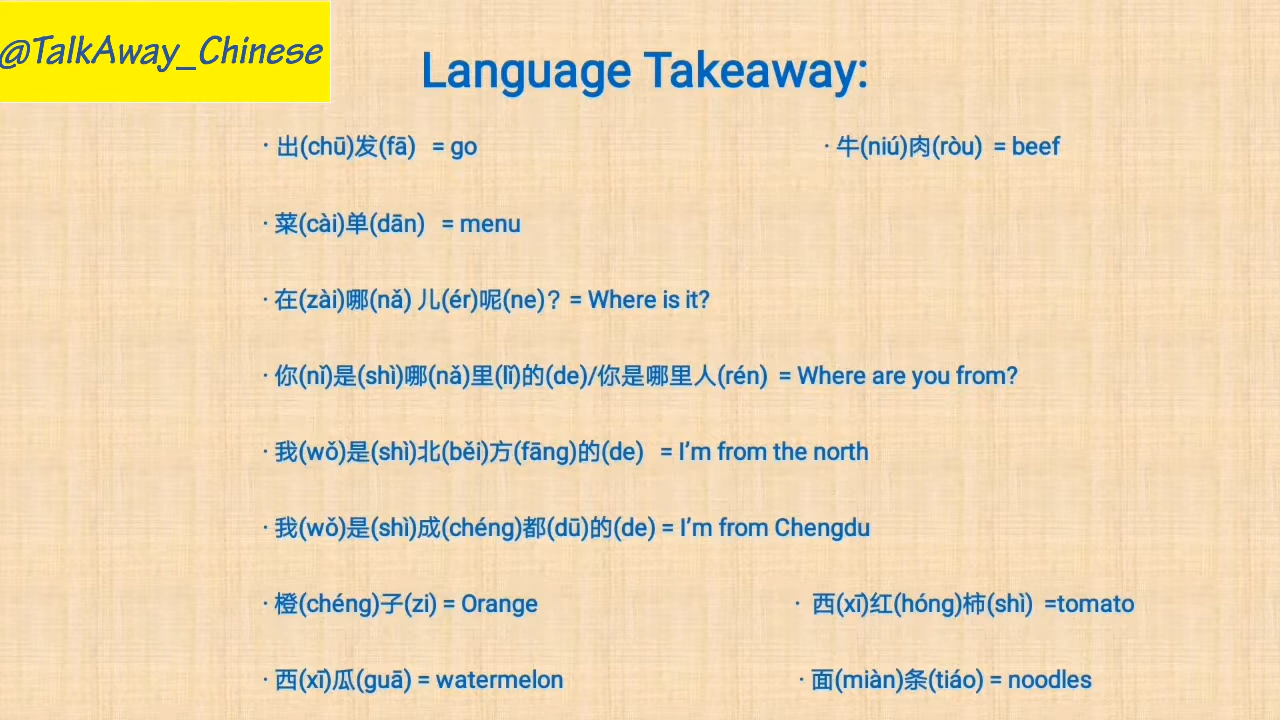 @TalkAway_Chinese
Language Takeaway:
· 出(chū)发(fā) = go
· 牛(niú)肉(ròu) = beef
· 菜(cài)单(dān) = menu
· 在(zài)哪(nǎ) 儿(ér)呢(ne)? = Where is it?
· 你(nǐ)是(shì)哪(nǎ)里(lǐ)的(de)/你是哪里人(rén) = Where are you from?
· 我(wǒ)是(shì)北(běi)方(fāng)的(de) = I’m from the north
· 我(wǒ)是(shì)成(chéng)都(dū)的(de) = I’m from Chengdu
· 橙(chéng)子(zi) = Orange
· 西(xī)红(hóng)柿(shì) =tomato
· 西(xī)瓜(guā) = watermelon
· 面(miàn)条(tiáo) = noodles